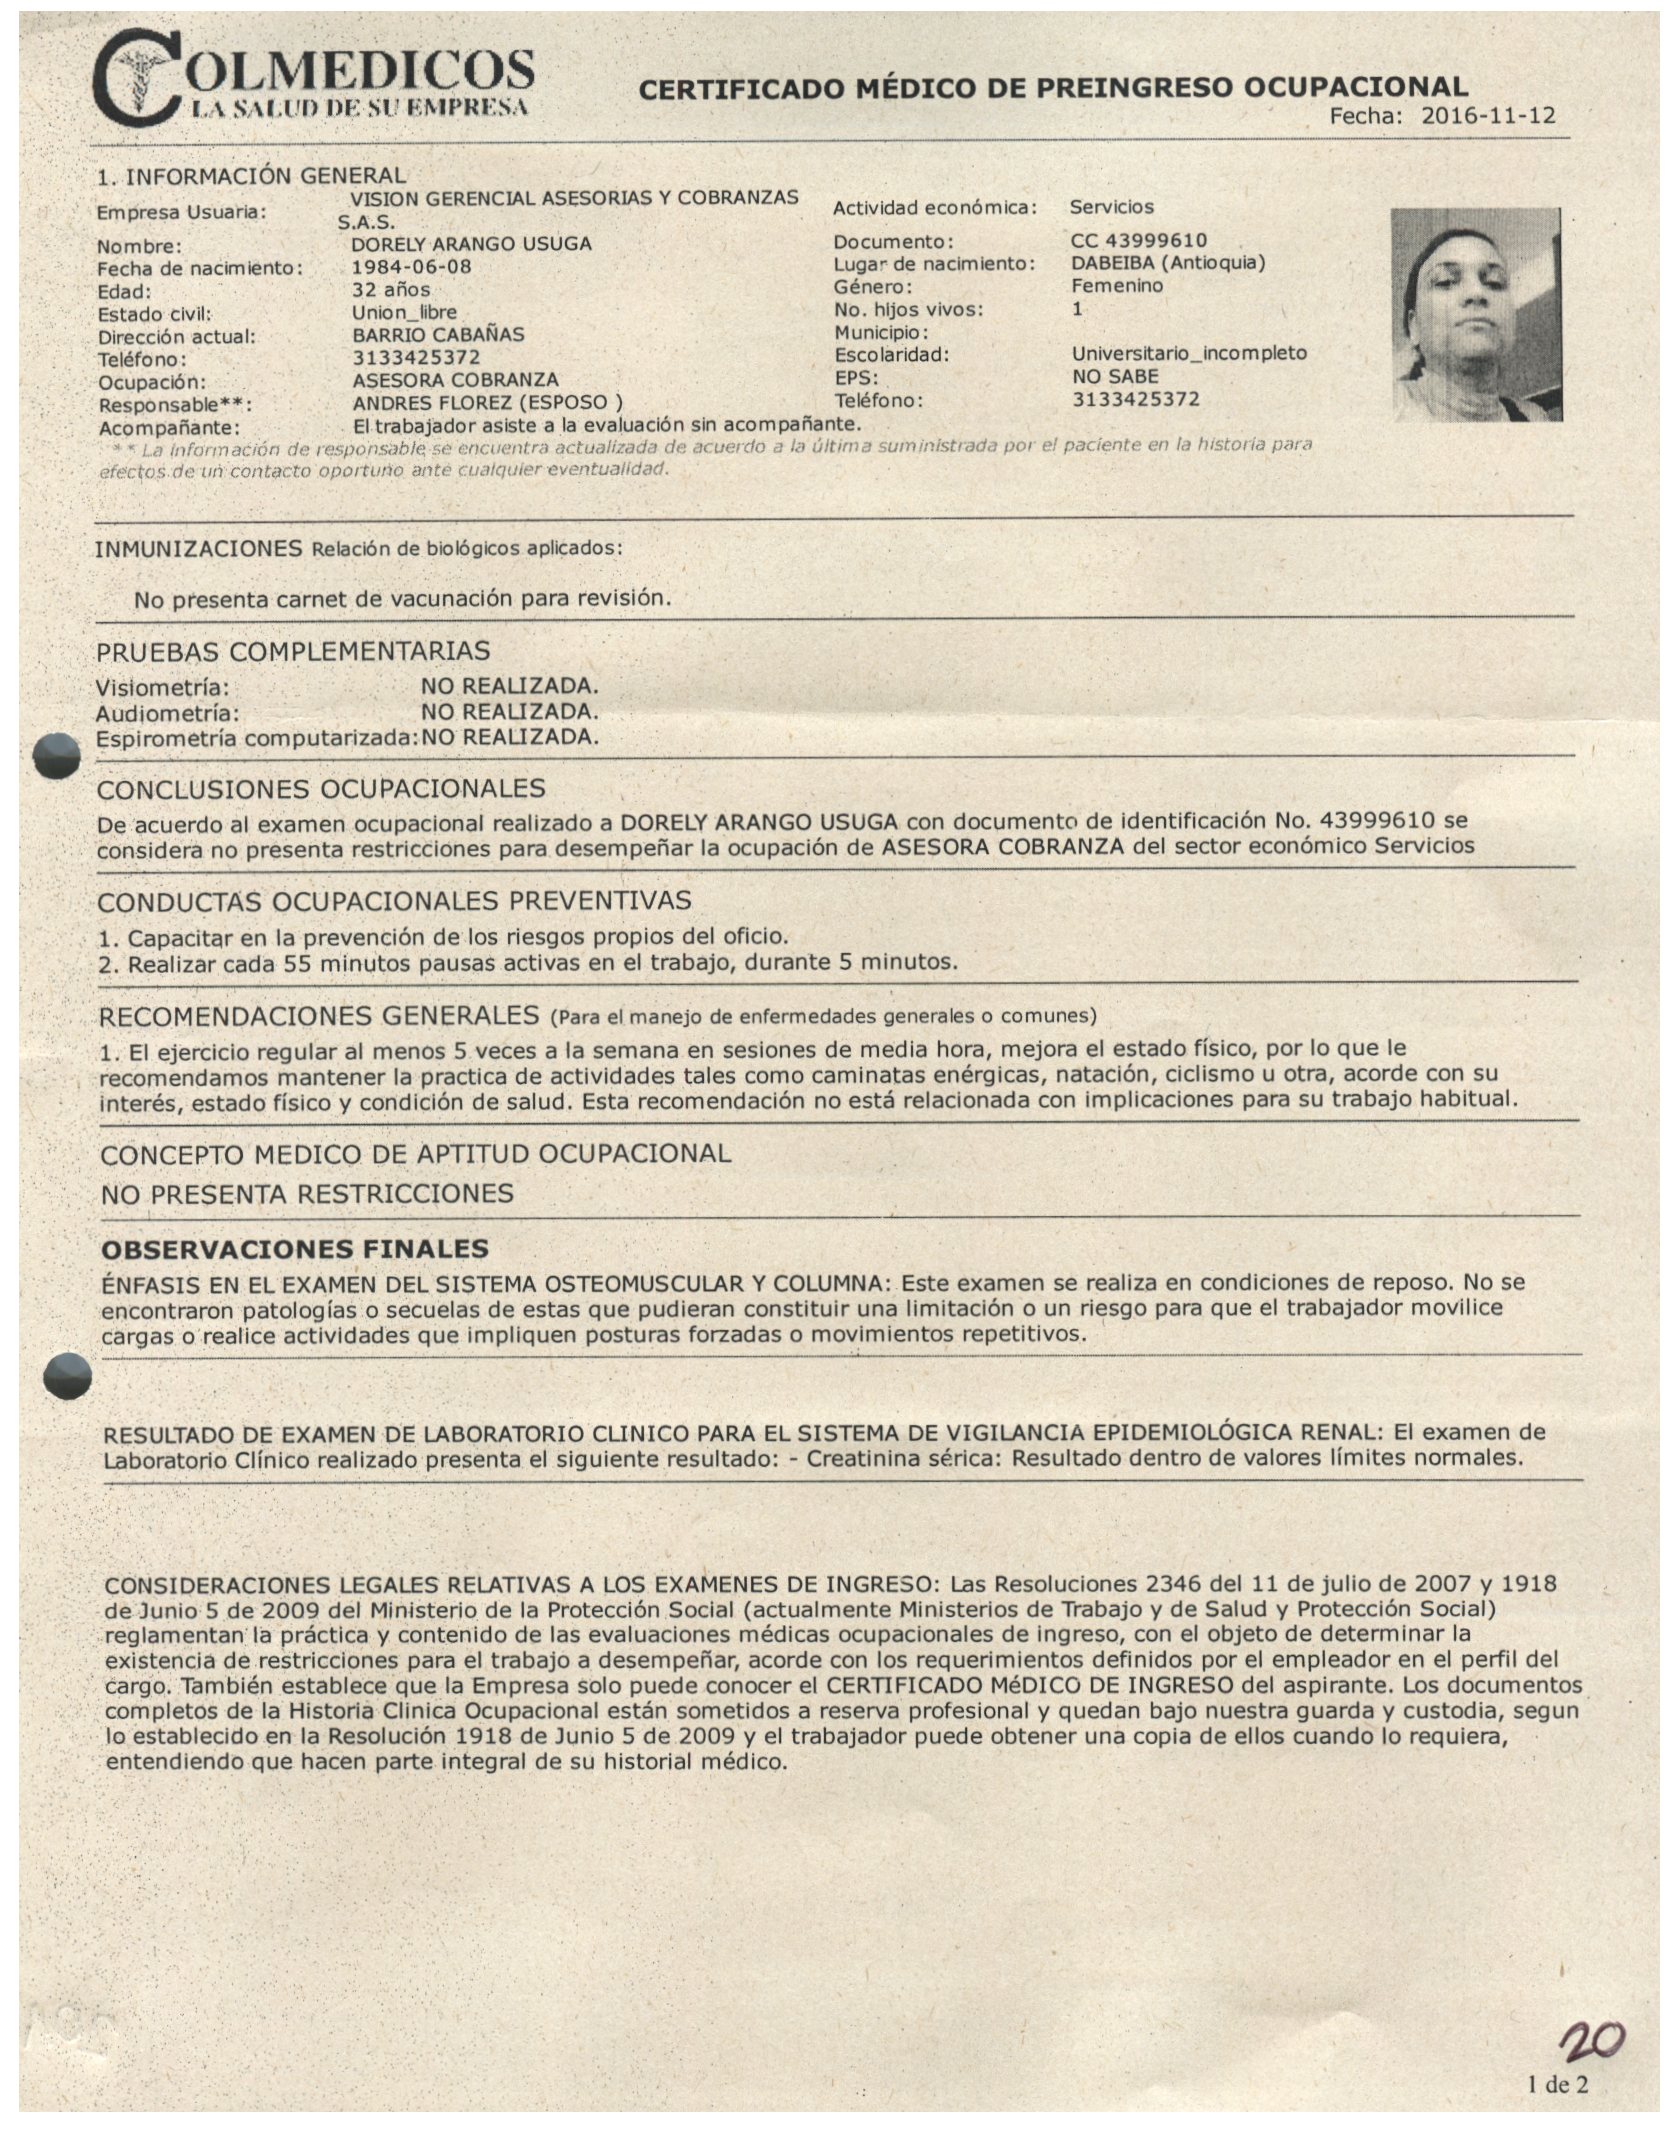 COLMEDICOS
LA SALUD DE SU EMPRESA
CERTIFICADO MÉDICO DE PREINGRESO OCUPACIONAL
Fecha: 2016-11-12
1. INFORMACIÓN GENERAL
Empresa Usuaria: VISION GERENCIAL ASESORIAS Y COBRANZAS S.A.S. Actividad económica: Servicios
Nombre: DORELY ARANGO USUGA Documento: CC 43999610
Fecha de nacimiento: 1984-06-08 Lugar de nacimiento: DABEIBA (Antioquia)
Edad: 32 años Género: Femenino
Estado civil: Union_libre No. hijos vivos: 1
Dirección actual: BARRIO CABAÑAS Municipio:
Teléfono: 3133425372 Escolaridad: Universitario_incompleto
Ocupación: ASESORA COBRANZA EPS: NO SABE
Responsable**: ANDRES FLOREZ (ESPOSO ) Teléfono: 3133425372
Acompañante: El trabajador asiste a la evaluación sin acompañante.
** La información de responsable se encuentra actualizada de acuerdo a la última suministrada por el paciente en la historia para
efectos de un contacto oportuno ante cualquier eventualidad.
INMUNIZACIONES Relación de biológicos aplicados:
No presenta carnet de vacunación para revisión.
PRUEBAS COMPLEMENTARIAS
Visiometría: NO REALIZADA.
Audiometría: NO REALIZADA.
Espirometría computarizada: NO REALIZADA.
CONCLUSIONES OCUPACIONALES
De acuerdo al examen ocupacional realizado a DORELY ARANGO USUGA con documento de identificación No. 43999610 se
considera no presenta restricciones para desempeñar la ocupación de ASESORA COBRANZA del sector económico Servicios
CONDUCTAS OCUPACIONALES PREVENTIVAS
1. Capacitar en la prevención de los riesgos propios del oficio.
2. Realizar cada 55 minutos pausas activas en el trabajo, durante 5 minutos.
RECOMENDACIONES GENERALES (Para el manejo de enfermedades generales o comunes)
1. El ejercicio regular al menos 5 veces a la semana en sesiones de media hora, mejora el estado físico, por lo que le
recomendamos mantener la practica de actividades tales como caminatas enérgicas, natación, ciclismo u otra, acorde con su
interés, estado físico y condición de salud. Esta recomendación no está relacionada con implicaciones para su trabajo habitual.
CONCEPTO MEDICO DE APTITUD OCUPACIONAL
NO PRESENTA RESTRICCIONES
OBSERVACIONES FINALES
ÉNFASIS EN EL EXAMEN DEL SISTEMA OSTEOMUSCULAR Y COLUMNA: Este examen se realiza en condiciones de reposo. No se
encontraron patologías o secuelas de estas que pudieran constituir una limitación o un riesgo para que el trabajador movilice
cargas o realice actividades que impliquen posturas forzadas o movimientos repetitivos.
RESULTADO DE EXAMEN DE LABORATORIO CLINICO PARA EL SISTEMA DE VIGILANCIA EPIDEMIOLÓGICA RENAL: El examen de
Laboratorio Clínico realizado presenta el siguiente resultado: - Creatinina sérica: Resultado dentro de valores límites normales.
CONSIDERACIONES LEGALES RELATIVAS A LOS EXAMENES DE INGRESO: Las Resoluciones 2346 del 11 de julio de 2007 y 1918
de Junio 5 de 2009 del Ministerio de la Protección Social (actualmente Ministerios de Trabajo y de Salud y Protección Social)
reglamentan la práctica y contenido de las evaluaciones médicas ocupacionales de ingreso, con el objeto de determinar la
existencia de restricciones para el trabajo a desempeñar, acorde con los requerimientos definidos por el empleador en el perfil del
cargo. También establece que la Empresa solo puede conocer el CERTIFICADO MéDICO DE INGRESO del aspirante. Los documentos
completos de la Historia Clinica Ocupacional están sometidos a reserva profesional y quedan bajo nuestra guarda y custodia, segun
lo establecido en la Resolución 1918 de Junio 5 de 2009 y el trabajador puede obtener una copia de ellos cuando lo requiera,
entendiendo que hacen parte integral de su historial médico.
20
1 de 2